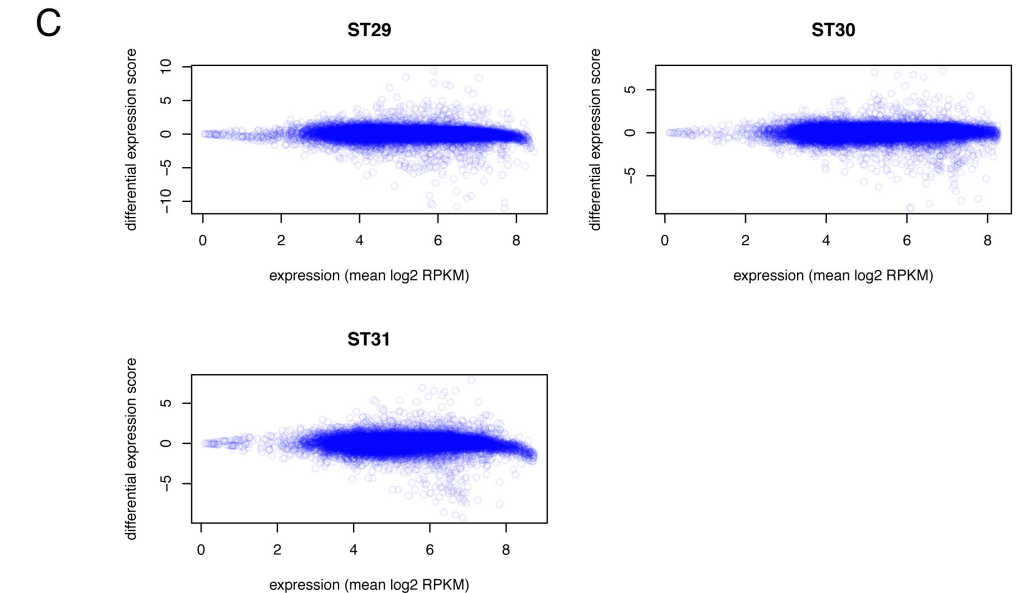 C
ST29
differential expression score
10
5
0
−5
−10
0 2 4 6 8
expression (mean log2 RPKM)
ST30
differential expression score
5
0
−5
0 2 4 6 8
expression (mean log2 RPKM)
ST31
differential expression score
5
0
−5
0 2 4 6 8
expression (mean log2 RPKM)